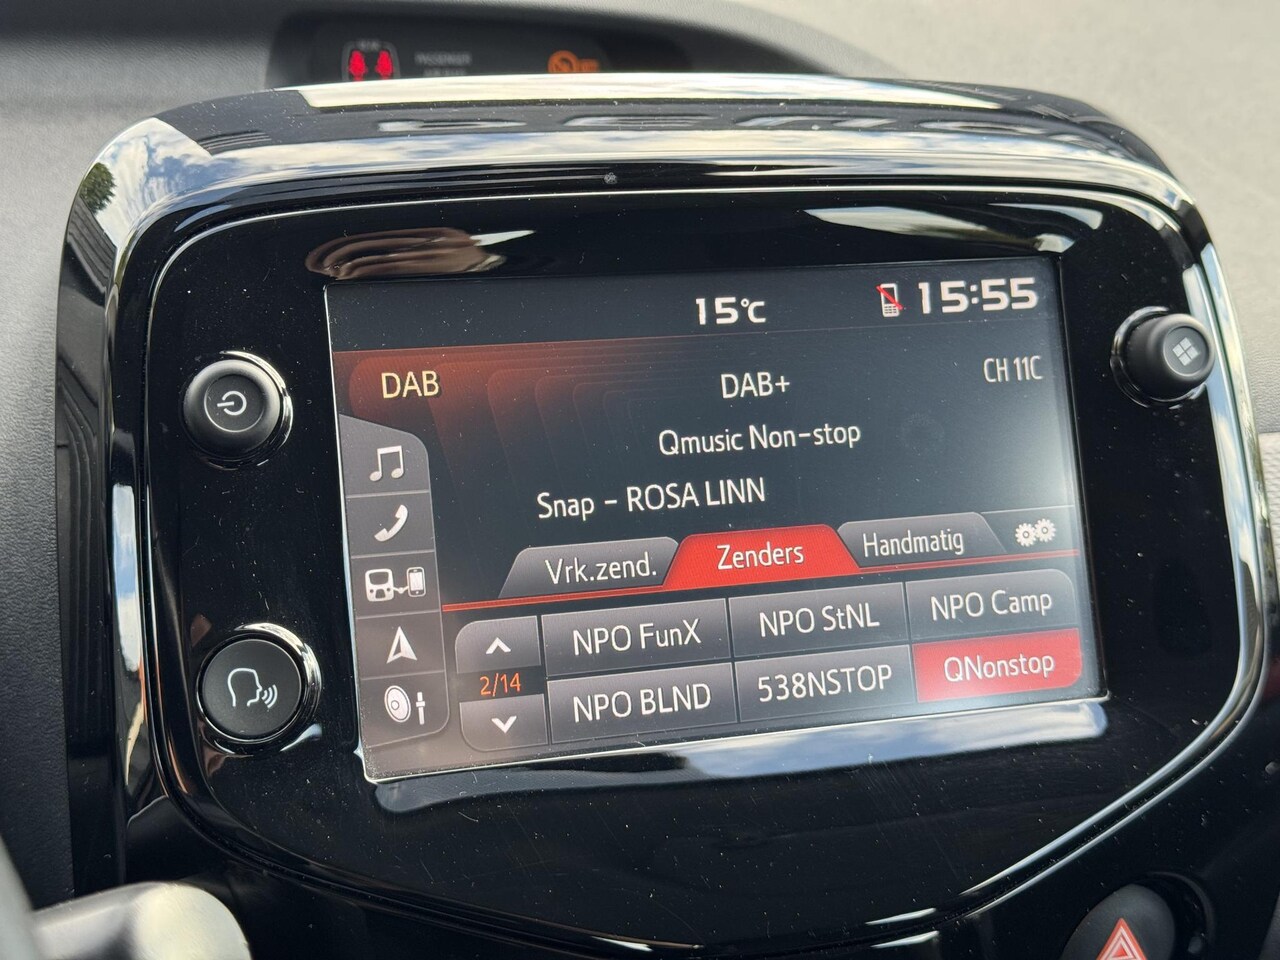 PASSENGER
15°C
15:55
DAB
DAB+
CH 11C
Qmusic Non-stop
Snap - ROSA LINN
Vrk.zend.
Zenders
Handmatig
2/14
NPO FunX
NPO StNL
NPO Camp
NPO BLND
538NSTOP
QNonstop